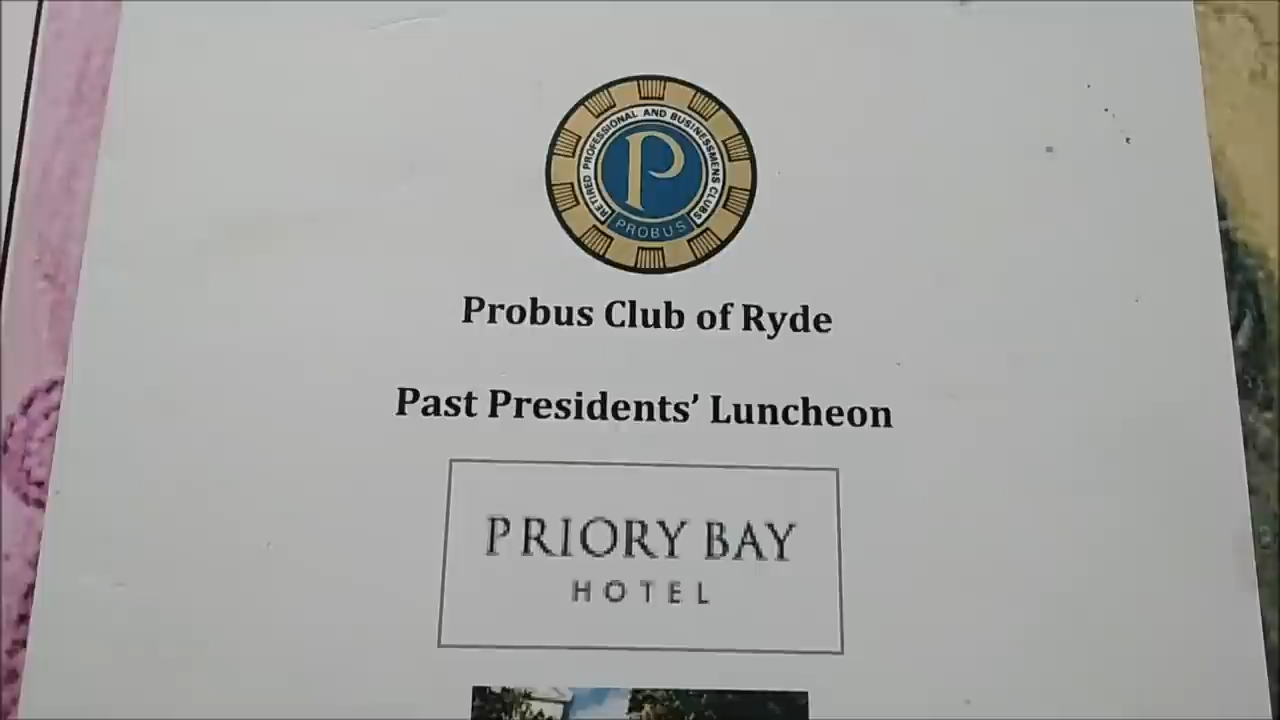 RETIRED PROFESSIONAL AND BUSINESSMENS CLUBS
P
PROBUS
Probus Club of Ryde
Past Presidents’ Luncheon
PRIORY BAY
HOTEL